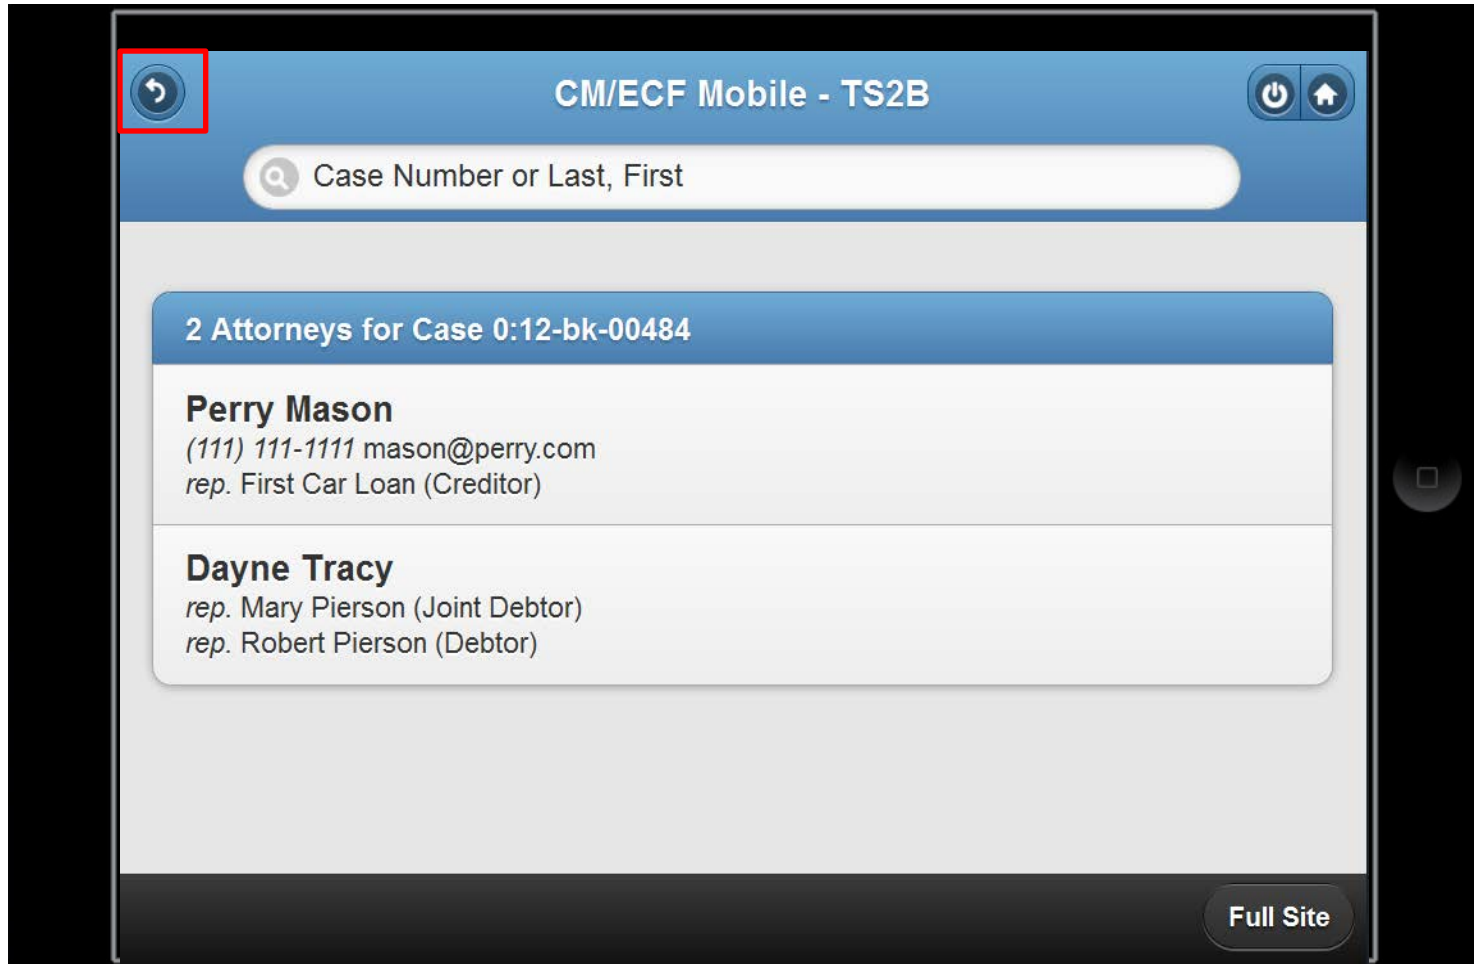 CM/ECF Mobile - TS2B
Case Number or Last, First
2 Attorneys for Case 0:12-bk-00484
Perry Mason
(111) 111-1111 mason@perry.com
rep. First Car Loan (Creditor)
Dayne Tracy
rep. Mary Pierson (Joint Debtor)
rep. Robert Pierson (Debtor)
Full Site